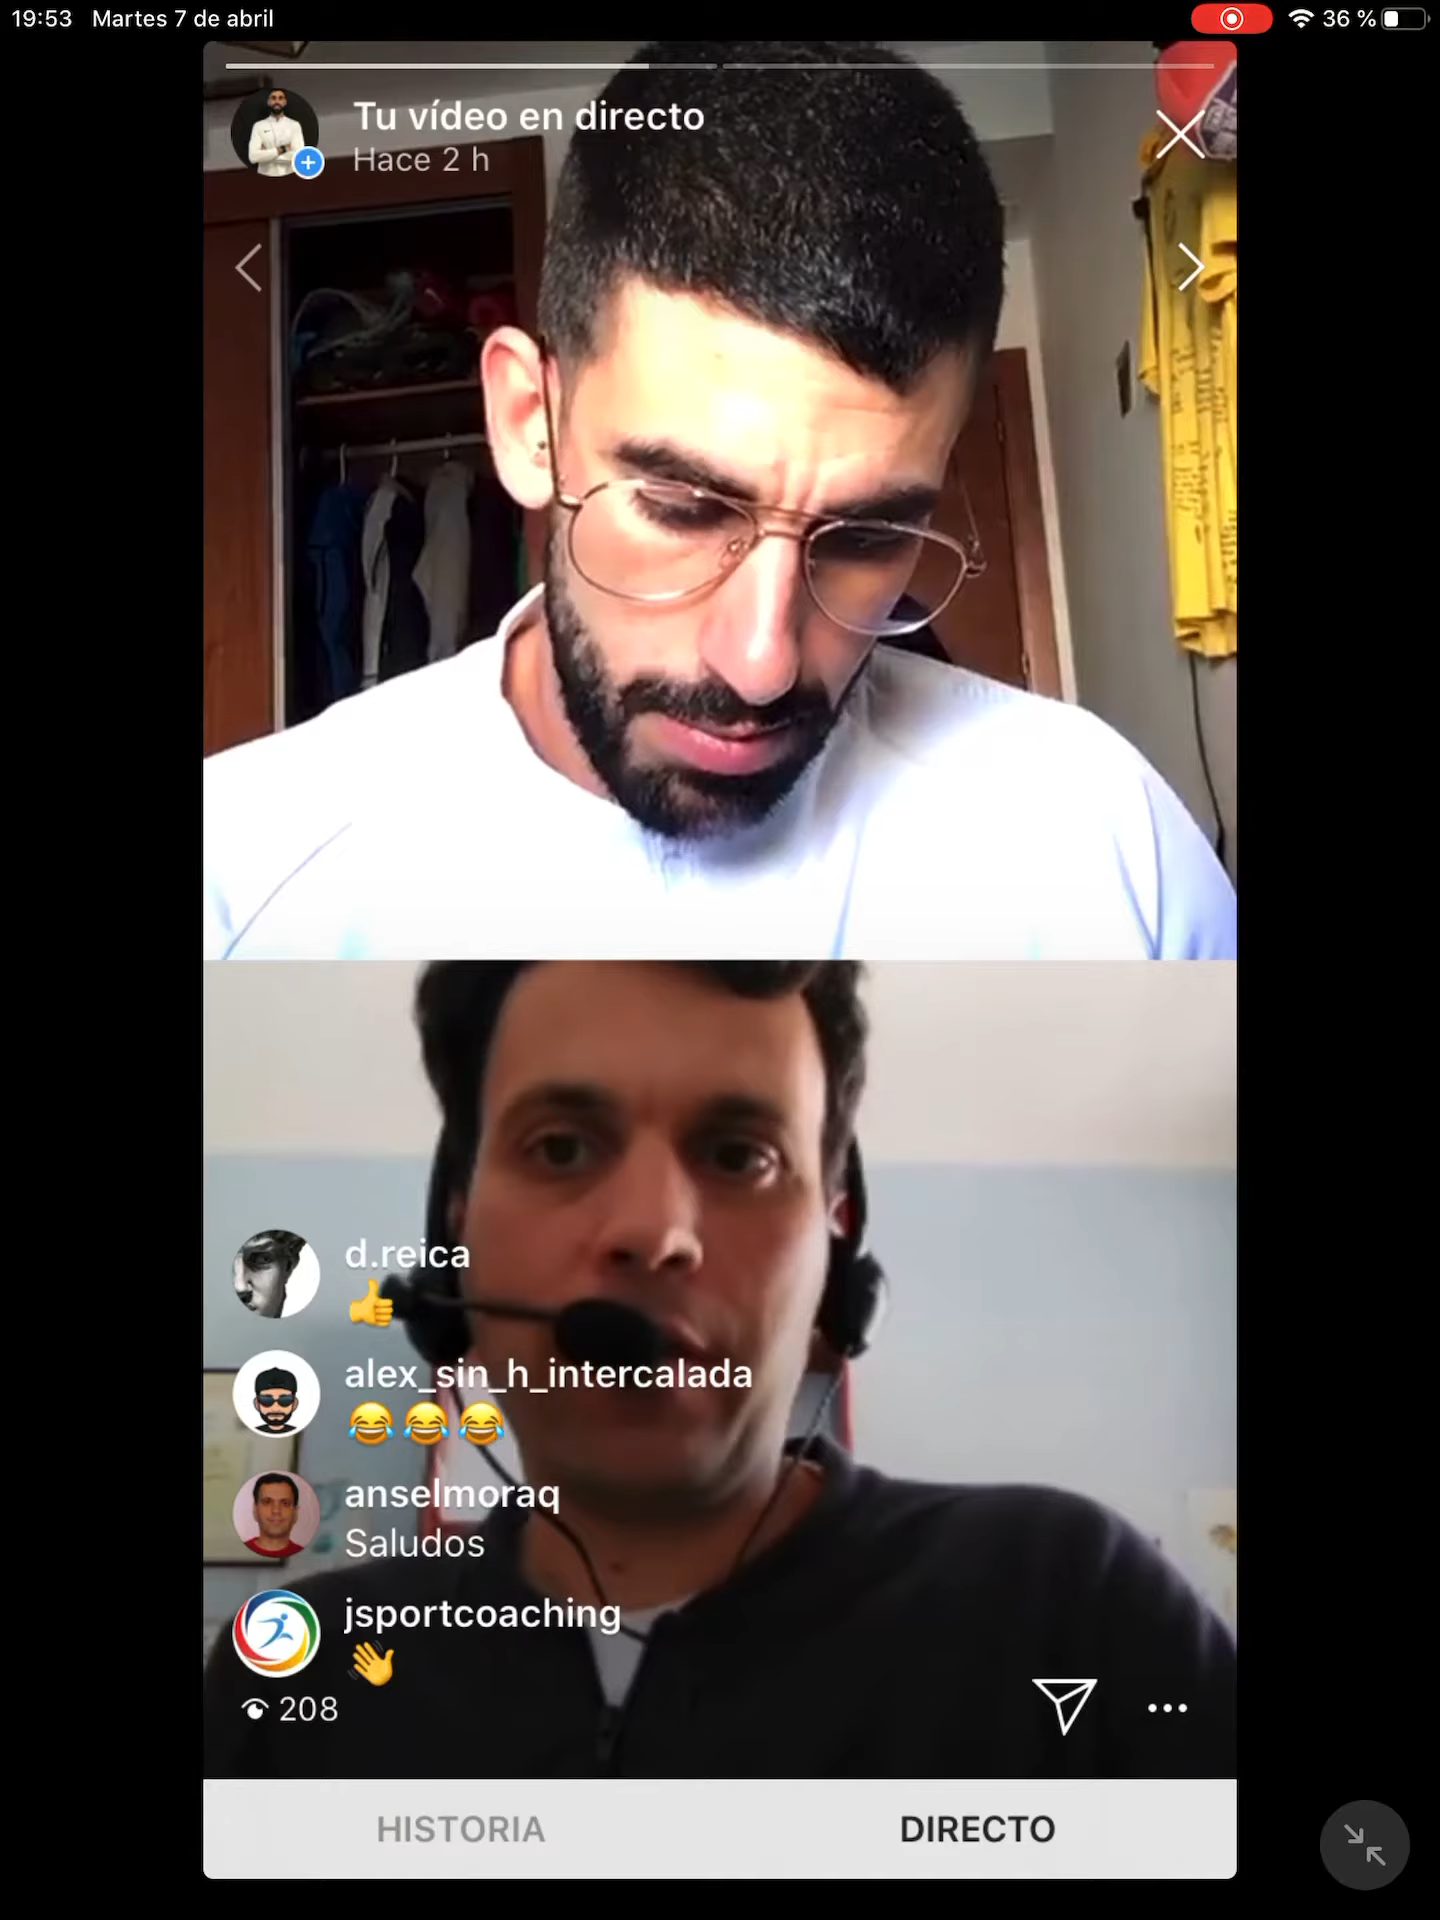 19:53 Martes 7 de abril
36 %
Tu vídeo en directo
Hace 2 h
d.reica
👍
alex_sin_h_intercalada
😂😂😂
anselmoraq
Saludos
jsportcoaching
👋
208
HISTORIA
DIRECTO